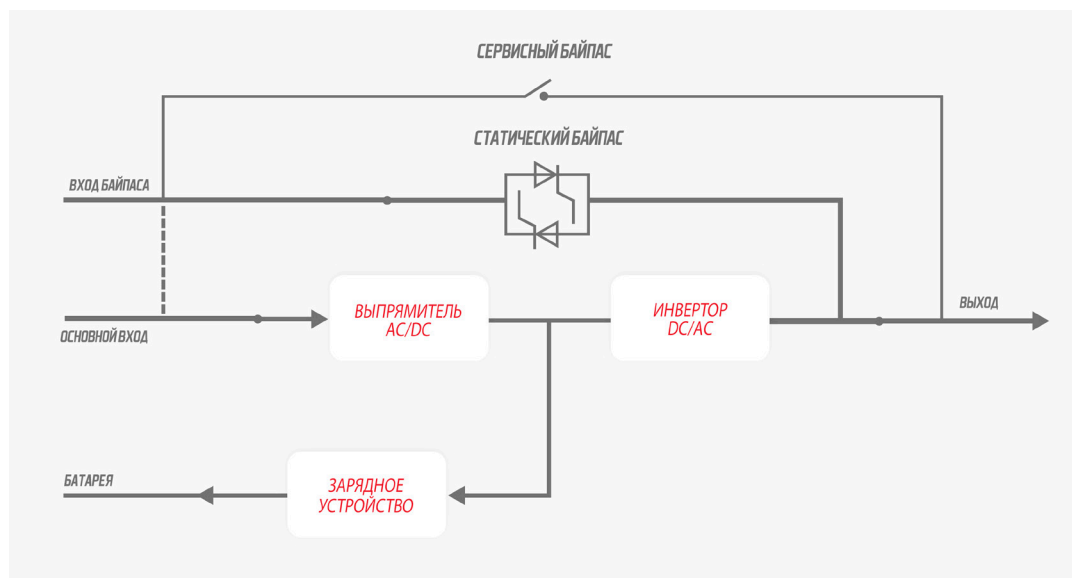 СЕРВИСНЫЙ БАЙПАС
СТАТИЧЕСКИЙ БАЙПАС
ВХОД БАЙПАСА
ВЫПРЯМИТЕЛЬ
AC/DC
ИНВЕРТОР
DC/AC
ВЫХОД
ОСНОВНОЙ ВХОД
БАТАРЕЯ
ЗАРЯДНОЕ
УСТРОЙСТВО